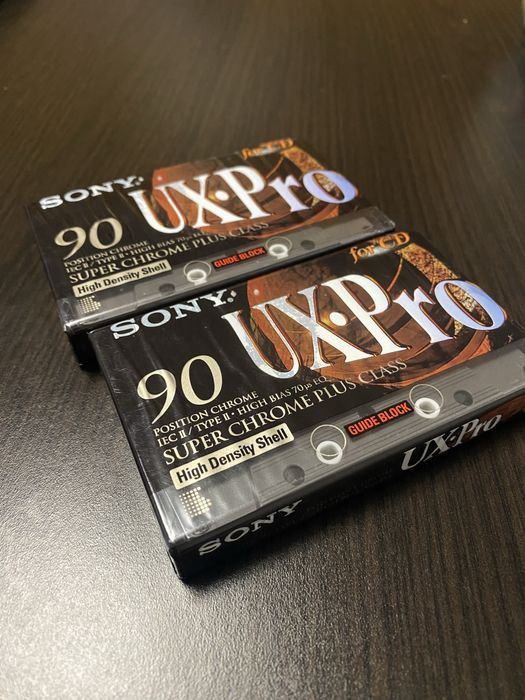 for CD
SONY
UX·Pro
90
POSITION CHROME
IEC II / TYPE II · HIGH BIAS 70µs EQ
SUPER CHROME PLUS CLASS
High Density Shell
GUIDE BLOCK
for CD
SONY
UX·Pro
90
POSITION CHROME
IEC II / TYPE II · HIGH BIAS 70µs EQ
SUPER CHROME PLUS CLASS
High Density Shell
GUIDE BLOCK
SONY
UX·Pro